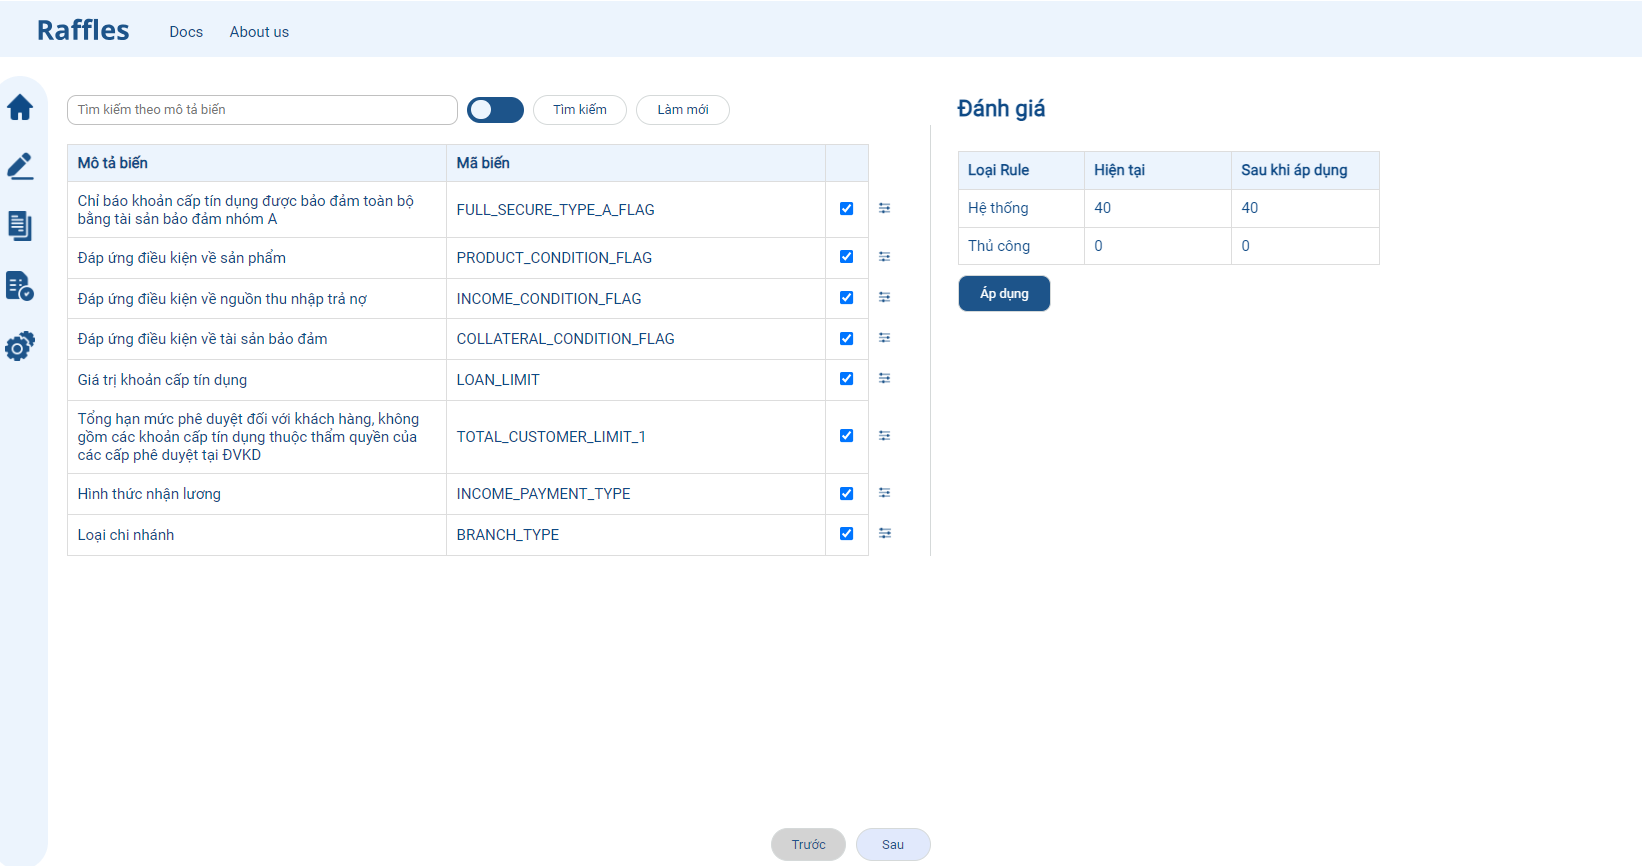 Raffles
Docs
About us
Tìm kiếm theo mô tả biến
Tìm kiếm
Làm mới
Mô tả biến
Mã biến
Chỉ báo khoản cấp tín dụng được bảo đảm toàn bộ
bằng tài sản bảo đảm nhóm A
FULL_SECURE_TYPE_A_FLAG
Đáp ứng điều kiện về sản phẩm
PRODUCT_CONDITION_FLAG
Đáp ứng điều kiện về nguồn thu nhập trả nợ
INCOME_CONDITION_FLAG
Đáp ứng điều kiện về tài sản bảo đảm
COLLATERAL_CONDITION_FLAG
Giá trị khoản cấp tín dụng
LOAN_LIMIT
Tổng hạn mức phê duyệt đối với khách hàng, không
gồm các khoản cấp tín dụng thuộc thẩm quyền của
các cấp phê duyệt tại ĐVKD
TOTAL_CUSTOMER_LIMIT_1
Hình thức nhận lương
INCOME_PAYMENT_TYPE
Loại chi nhánh
BRANCH_TYPE
Đánh giá
Loại Rule
Hiện tại
Sau khi áp dụng
Hệ thống
40
40
Thủ công
0
0
Áp dụng
Trước
Sau